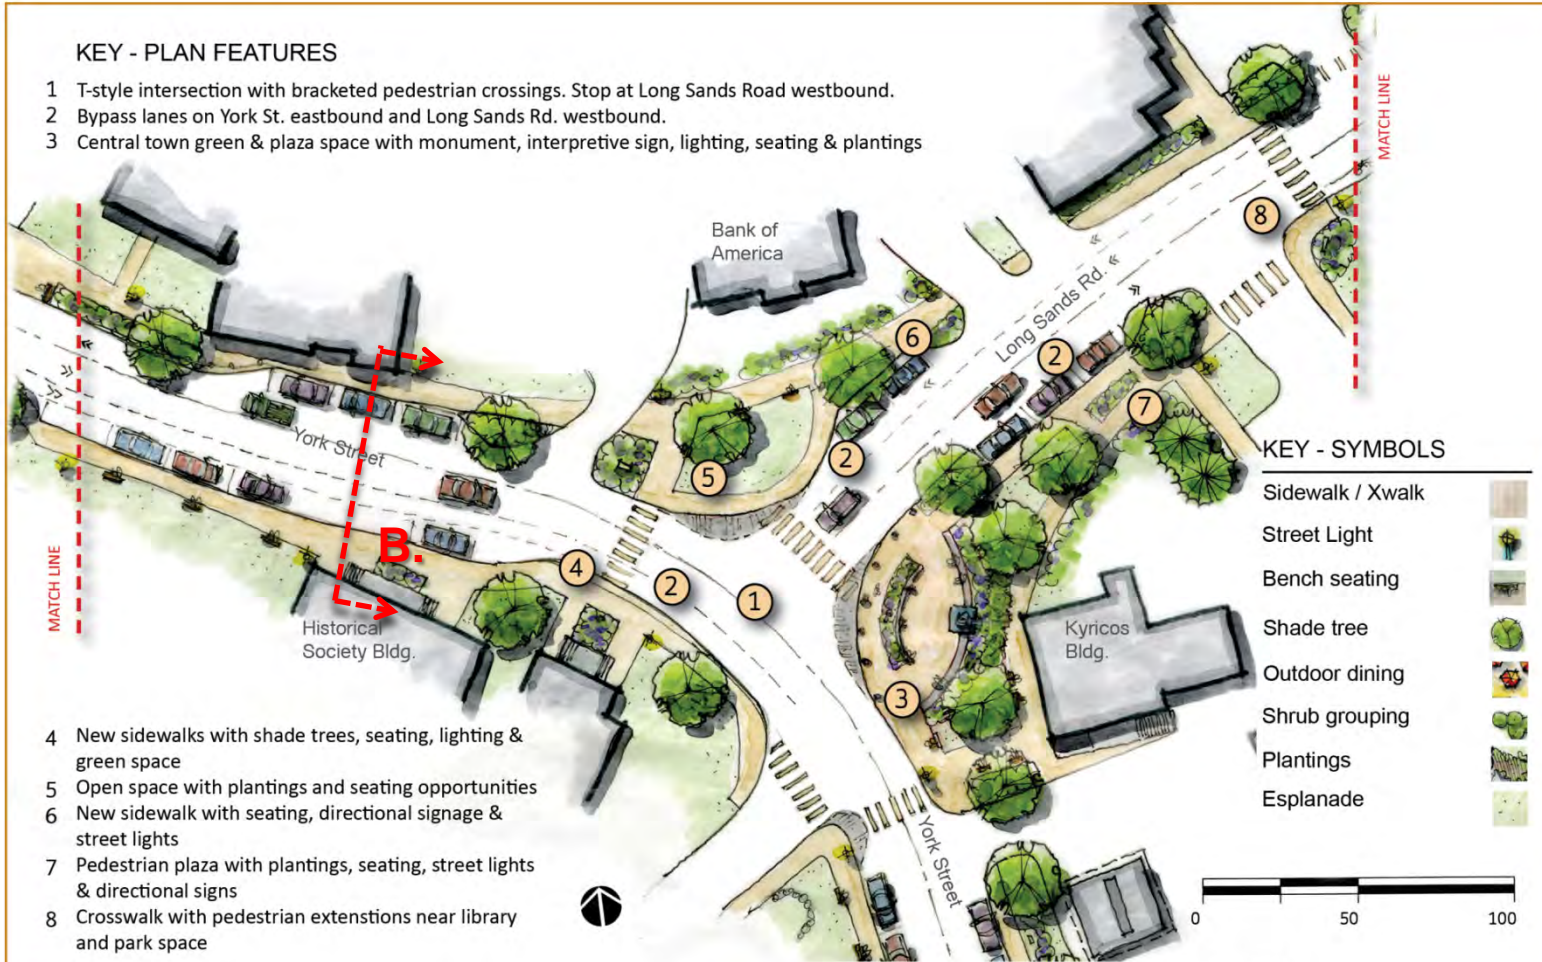 KEY - PLAN FEATURES
1 T-style intersection with bracketed pedestrian crossings. Stop at Long Sands Road westbound.
2 Bypass lanes on York St. eastbound and Long Sands Rd. westbound.
3 Central town green & plaza space with monument, interpretive sign, lighting, seating & plantings
MATCH LINE
8
Bank of
America
Long Sands Rd.
6
2
7
York Street
5
2
B.
4
2
1
MATCH LINE
Historical
Society Bldg.
Kyricos
Bldg.
3
York Street
KEY - SYMBOLS
Sidewalk / Xwalk
Street Light
Bench seating
Shade tree
Outdoor dining
Shrub grouping
Plantings
Esplanade
0 50 100
4 New sidewalks with shade trees, seating, lighting &
green space
5 Open space with plantings and seating opportunities
6 New sidewalk with seating, directional signage &
street lights
7 Pedestrian plaza with plantings, seating, street lights
& directional signs
8 Crosswalk with pedestrian extenstions near library
and park space